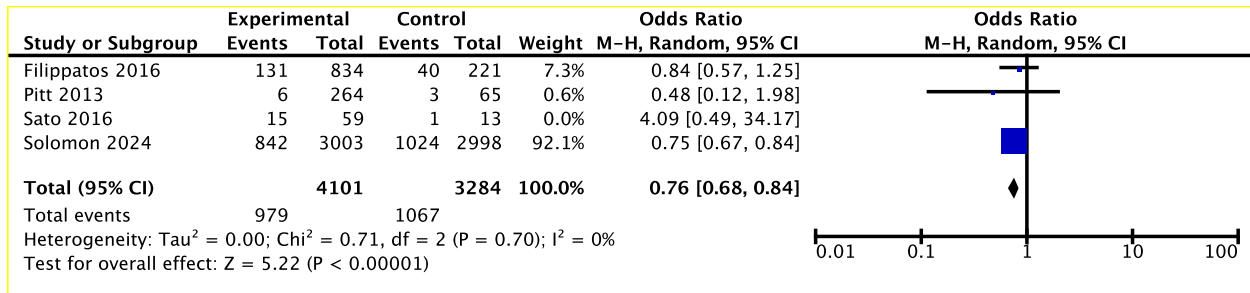 Experimental Control Odds Ratio Odds Ratio
Study or Subgroup Events Total Events Total Weight M-H, Random, 95% CI M-H, Random, 95% CI
Filippatos 2016 131 834 40 221 7.3% 0.84 [0.57, 1.25]
Pitt 2013 6 264 3 65 0.6% 0.48 [0.12, 1.98]
Sato 2016 15 59 1 13 0.0% 4.09 [0.49, 34.17]
Solomon 2024 842 3003 1024 2998 92.1% 0.75 [0.67, 0.84]
Total (95% CI) 4101 3284 100.0% 0.76 [0.68, 0.84]
Total events 979 1067
Heterogeneity: Tau² = 0.00; Chi² = 0.71, df = 2 (P = 0.70); I² = 0%
Test for overall effect: Z = 5.22 (P < 0.00001)
0.01 0.1 1 10 100